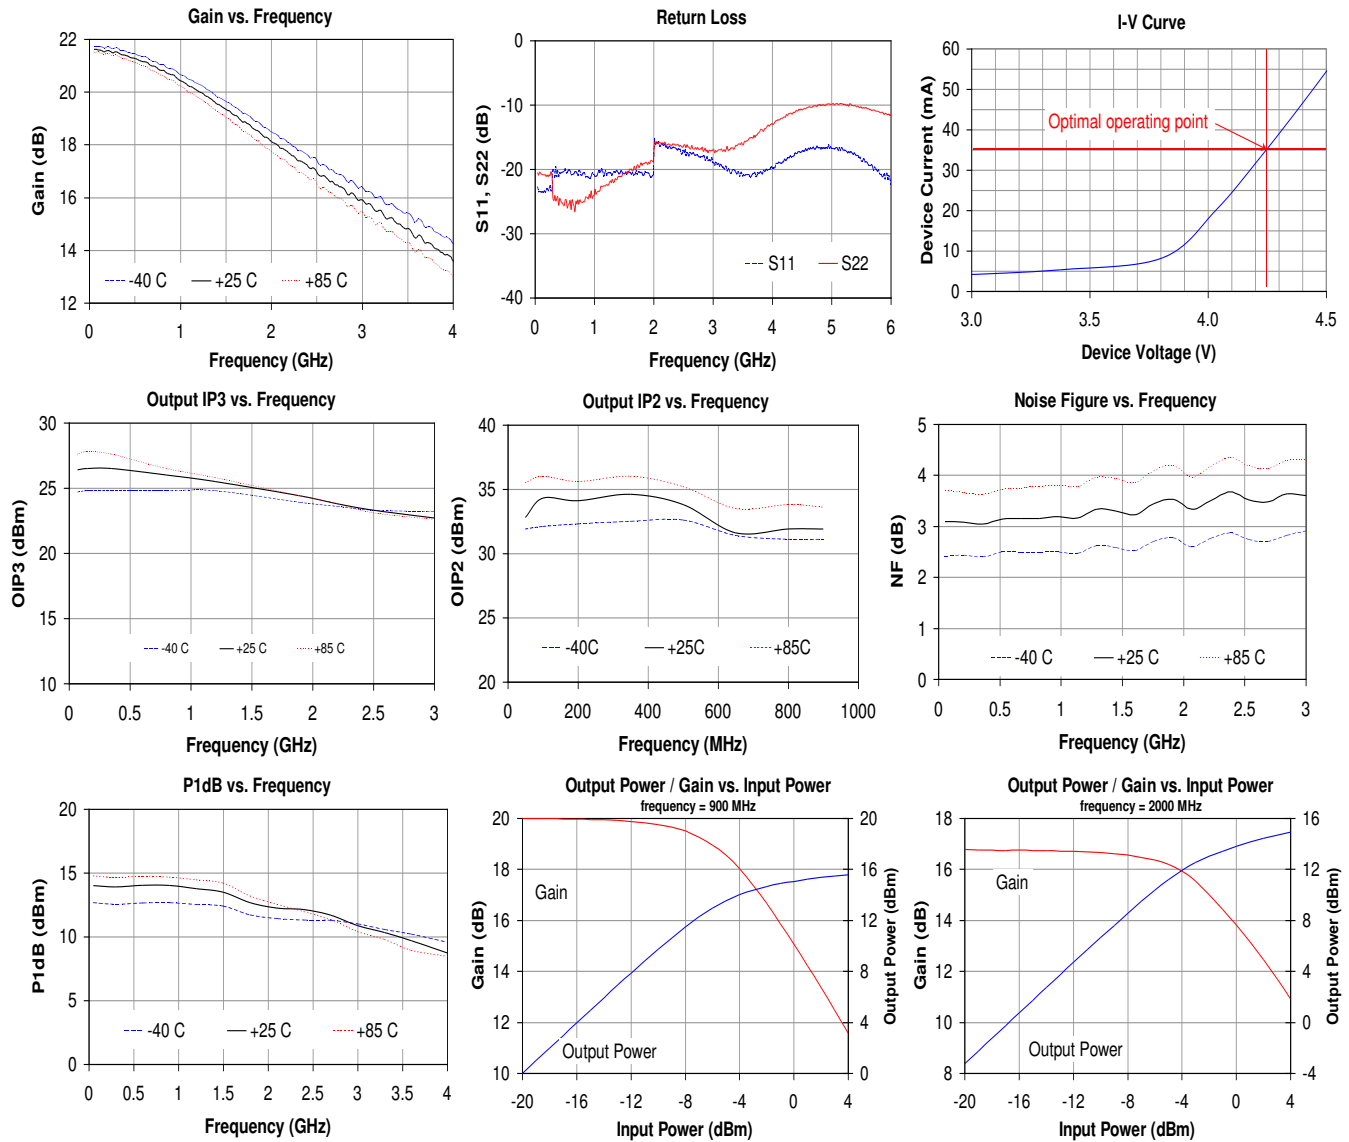 Gain vs. Frequency
22
20
18
16
14
12
Gain (dB)
-40 C +25 C +85 C
0 1 2 3 4
Frequency (GHz)
Return Loss
0
-10
-20
-30
-40
S11, S22 (dB)
S11 S22
0 1 2 3 4 5 6
Frequency (GHz)
I-V Curve
60
50
40
30
20
10
0
Device Current (mA)
Optimal operating point
3.0 3.5 4.0 4.5
Device Voltage (V)
Output IP3 vs. Frequency
30
25
20
15
10
OIP3 (dBm)
-40 C +25 C +85 C
0 0.5 1 1.5 2 2.5 3
Frequency (GHz)
Output IP2 vs. Frequency
40
35
30
25
20
OIP2 (dBm)
-40C +25C +85C
0 200 400 600 800 1000
Frequency (MHz)
Noise Figure vs. Frequency
5
4
3
2
1
0
NF (dB)
-40 C +25 C +85 C
0 0.5 1 1.5 2 2.5 3
Frequency (GHz)
P1dB vs. Frequency
20
15
10
5
0
P1dB (dBm)
-40 C +25 C +85 C
0 0.5 1 1.5 2 2.5 3 3.5 4
Frequency (GHz)
Output Power / Gain vs. Input Power
frequency = 900 MHz
20
18
16
14
12
10
Gain (dB)
Gain
Output Power
20
16
12
8
4
0
Output Power (dBm)
-20 -16 -12 -8 -4 0 4
Input Power (dBm)
Output Power / Gain vs. Input Power
frequency = 2000 MHz
18
16
14
12
10
8
Gain (dB)
Gain
Output Power
16
12
8
4
0
-4
Output Power (dBm)
-20 -16 -12 -8 -4 0 4
Input Power (dBm)